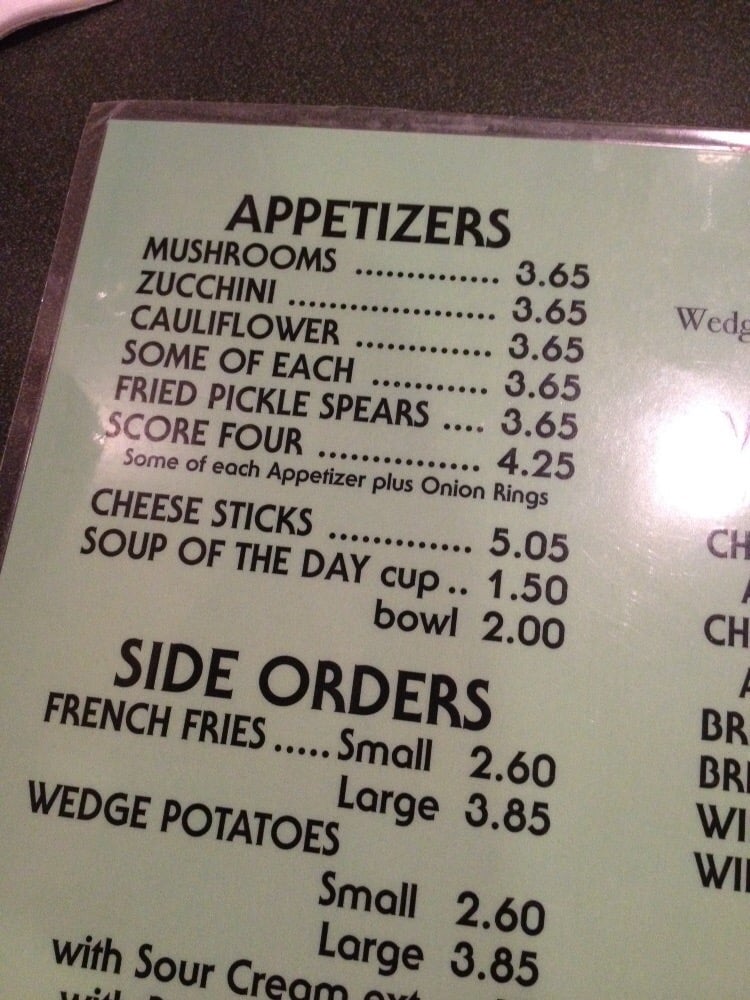 APPETIZERS
MUSHROOMS .............. 3.65
ZUCCHINI .................... 3.65
CAULIFLOWER ............. 3.65
SOME OF EACH ........... 3.65
FRIED PICKLE SPEARS .... 3.65
SCORE FOUR ................ 4.25
Some of each Appetizer plus Onion Rings
CHEESE STICKS .............. 5.05
SOUP OF THE DAY cup .. 1.50
bowl 2.00
SIDE ORDERS
FRENCH FRIES ..... Small 2.60
Large 3.85
WEDGE POTATOES
Small 2.60
Large 3.85
with Sour Cream
with
Wedg
CH
CH
BR
BR
WI